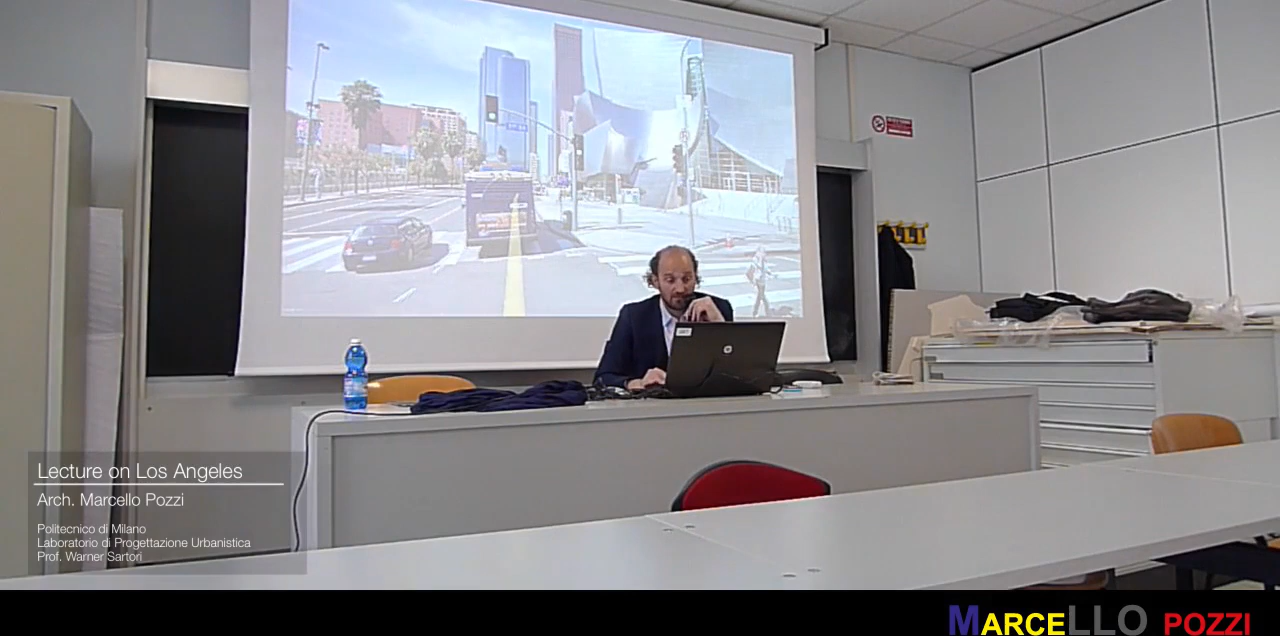 Lecture on Los Angeles
Arch. Marcello Pozzi
Politecnico di Milano
Laboratorio di Progettazione Urbanistica
Prof. Warner Sartori
MARCELLO POZZI